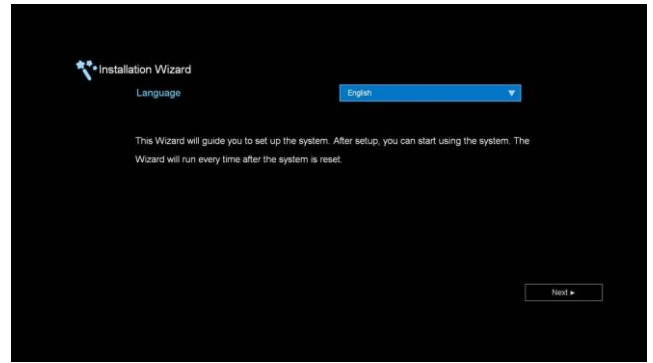 Installation Wizard
Language
English
This Wizard will guide you to set up the system. After setup, you can start using the system. The
Wizard will run every time after the system is reset.
Next